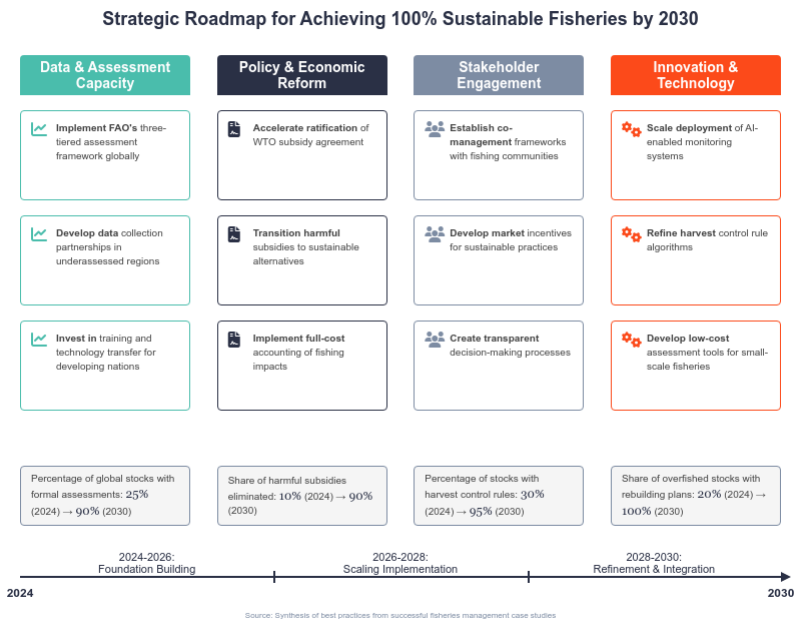 Strategic Roadmap for Achieving 100% Sustainable Fisheries by 2030
Data & Assessment
Capacity
Implement FAO's three-
tiered assessment
framework globally
Develop data collection
partnerships in
underassessed regions
Invest in training and
technology transfer for
developing nations
Percentage of global stocks with
formal assessments: 25%
(2024) → 90% (2030)
Policy & Economic
Reform
Accelerate ratification of
WTO subsidy agreement
Transition harmful
subsidies to sustainable
alternatives
Implement full-cost
accounting of fishing
impacts
Share of harmful subsidies
eliminated: 10% (2024) → 90%
(2030)
Stakeholder
Engagement
Establish co-
management frameworks
with fishing communities
Develop market incentives
for sustainable practices
Create transparent
decision-making processes
Percentage of stocks with
harvest control rules: 30%
(2024) → 95% (2030)
Innovation &
Technology
Scale deployment of AI-
enabled monitoring
systems
Refine harvest control rule
algorithms
Develop low-cost
assessment tools for small-
scale fisheries
Share of overfished stocks with
rebuilding plans: 20% (2024) →
100% (2030)
2024-2026:
Foundation Building
2026-2028:
Scaling Implementation
2028-2030:
Refinement & Integration
2024
2030
Source: Synthesis of best practices from successful fisheries management case studies